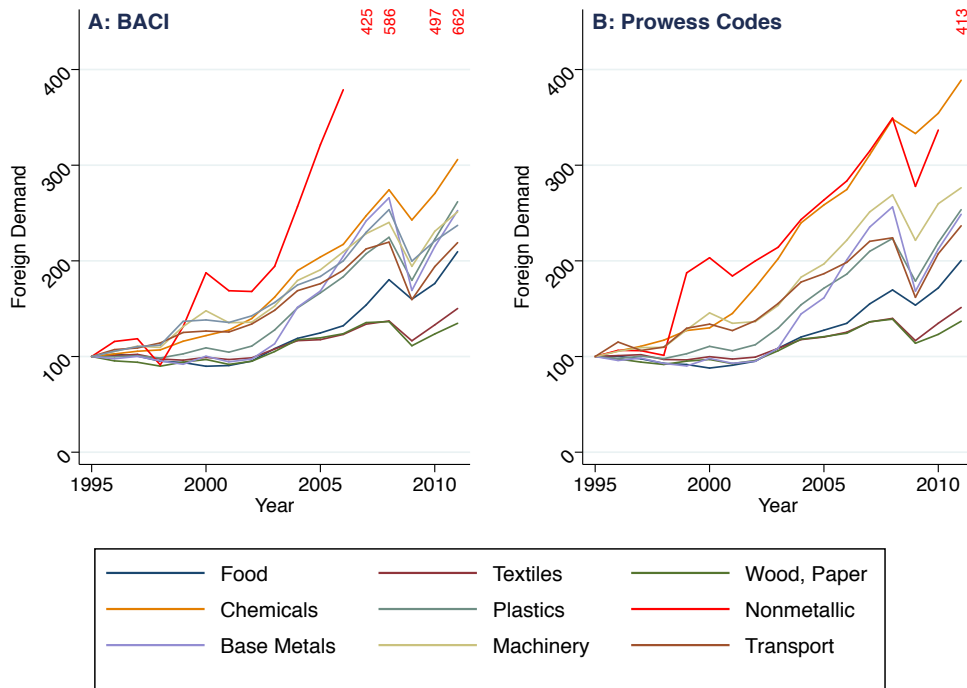 A: BACI
425 586 497 662
B: Prowess Codes
413
Foreign Demand
400
300
200
100
0
1995 2000 2005 2010
Year
Foreign Demand
400
300
200
100
0
1995 2000 2005 2010
Year
Food Textiles Wood, Paper
Chemicals Plastics Nonmetallic
Base Metals Machinery Transport